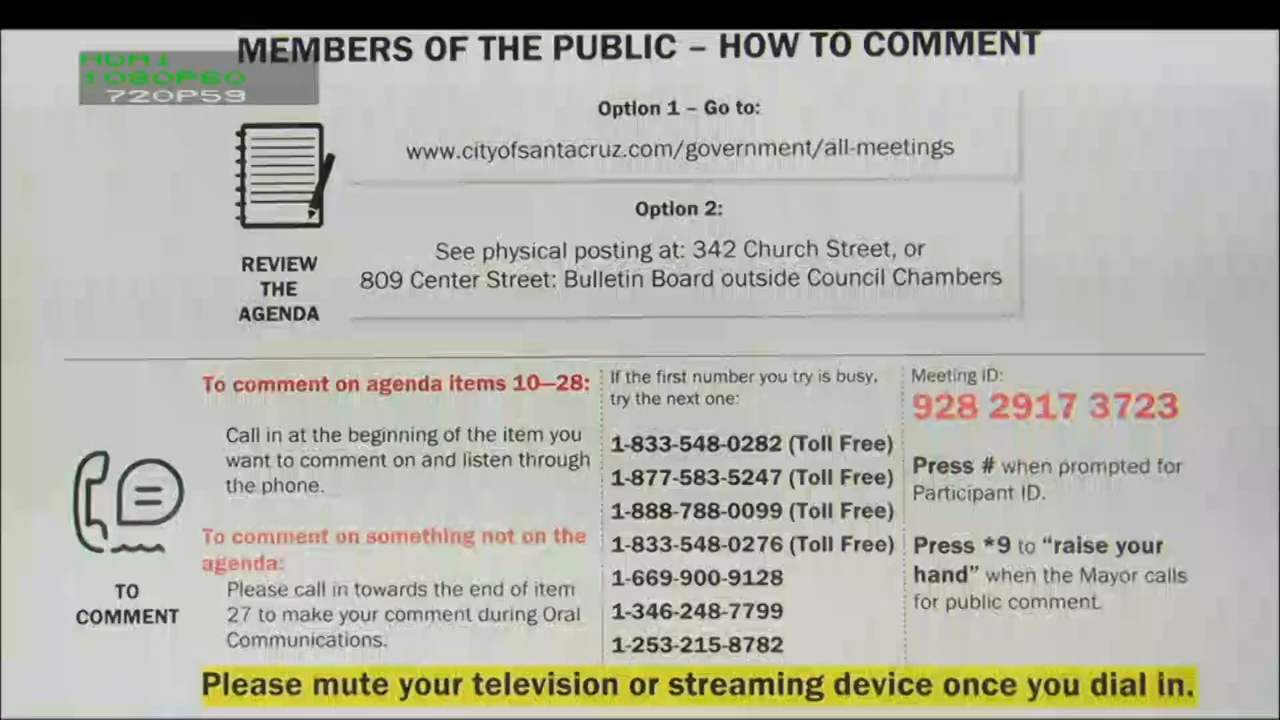 MEMBERS OF THE PUBLIC – HOW TO COMMENT
HDMI
1080P60
720P59
Option 1 – Go to:
www.cityofsantacruz.com/government/all-meetings
Option 2:
See physical posting at: 342 Church Street, or
809 Center Street: Bulletin Board outside Council Chambers
REVIEW
THE
AGENDA
To comment on agenda items 10—28:
Call in at the beginning of the item you
want to comment on and listen through
the phone.
To comment on something not on the
agenda:
Please call in towards the end of item
27 to make your comment during Oral
Communications.
TO
COMMENT
If the first number you try is busy,
try the next one:
1-833-548-0282 (Toll Free)
1-877-583-5247 (Toll Free)
1-888-788-0099 (Toll Free)
1-833-548-0276 (Toll Free)
1-669-900-9128
1-346-248-7799
1-253-215-8782
Meeting ID:
928 2917 3723
Press # when prompted for
Participant ID.
Press *9 to “raise your
hand” when the Mayor calls
for public comment.
Please mute your television or streaming device once you dial in.